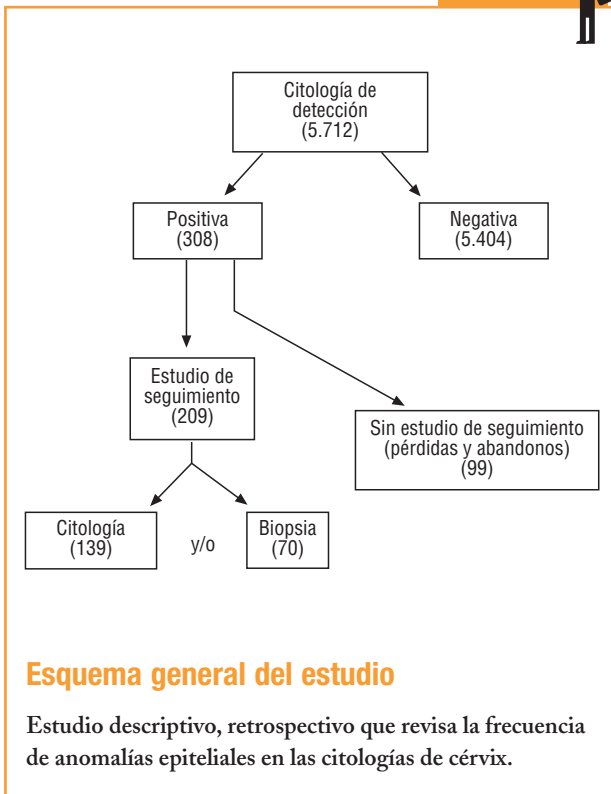 Citología de
detección
(5.712)
Positiva
(308)
Negativa
(5.404)
Estudio de
seguimiento
(209)
Sin estudio de seguimiento
(pérdidas y abandonos)
(99)
Citología
(139)
y/o
Biopsia
(70)
Esquema general del estudio
Estudio descriptivo, retrospectivo que revisa la frecuencia
de anomalías epiteliales en las citologías de cérvix.